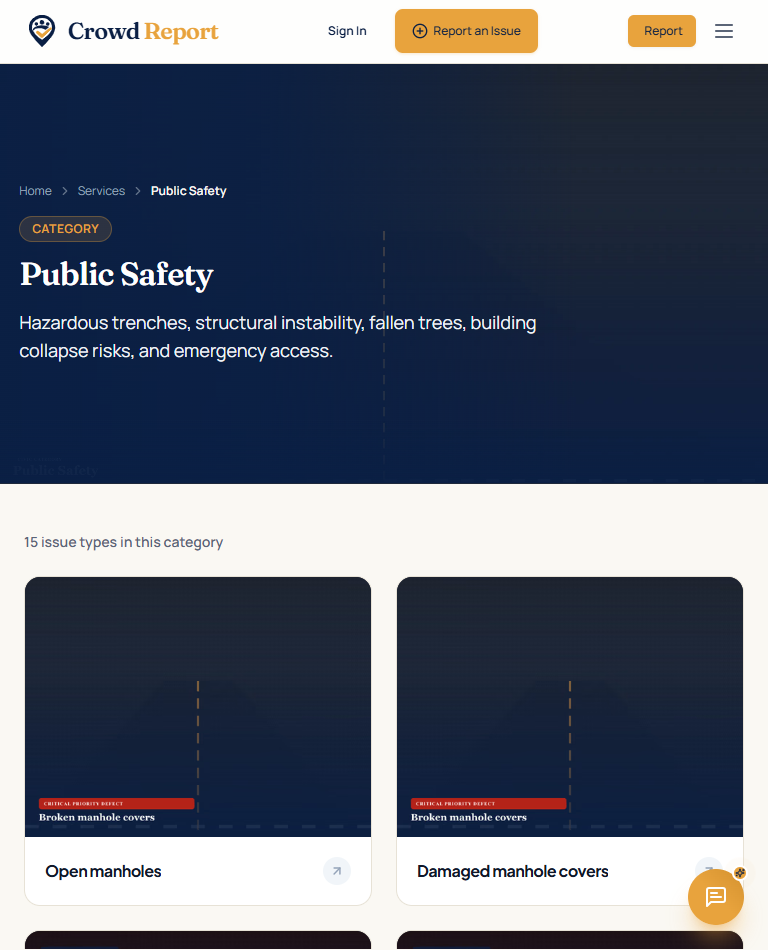 Crowd Report
Sign In
Report an Issue
Report
Home
Services
Public Safety
CATEGORY
Public Safety
Hazardous trenches, structural instability, fallen trees, building
collapse risks, and emergency access.
Public Safety
15 issue types in this category
CRITICAL PRIORITY DEFECT
Broken manhole covers
CRITICAL PRIORITY DEFECT
Broken manhole covers
Open manholes
Damaged manhole covers